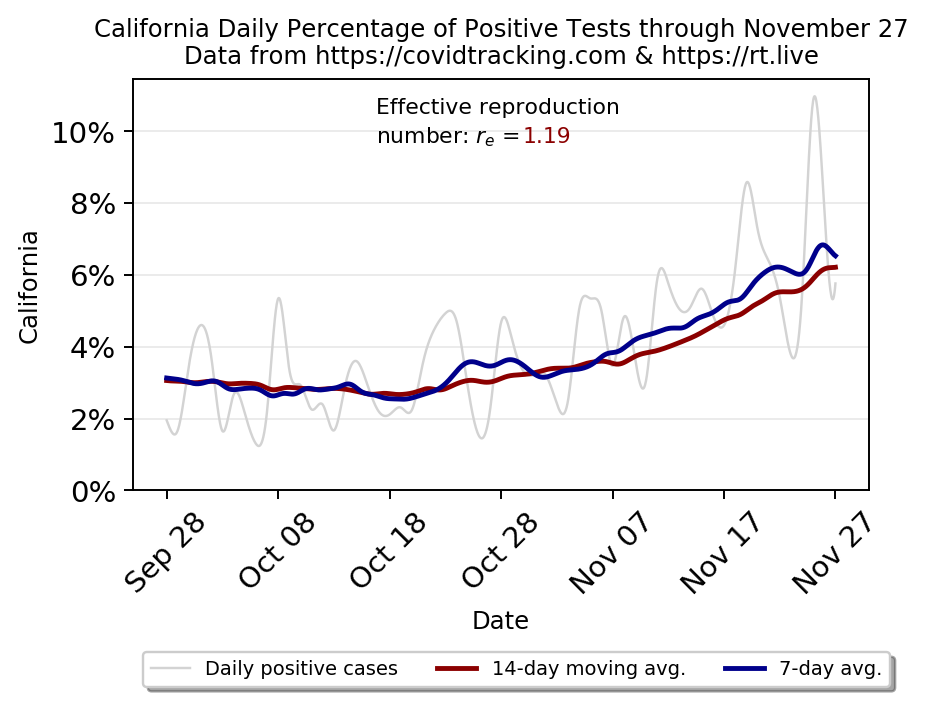 California Daily Percentage of Positive Tests through November 27
Data from https://covidtracking.com & https://rt.live
Effective reproduction
number: rₑ =1.19
10%
8%
6%
4%
2%
0%
California
Sep 28
Oct 08
Oct 18
Oct 28
Nov 07
Nov 17
Nov 27
Date
Daily positive cases
14-day moving avg.
7-day avg.